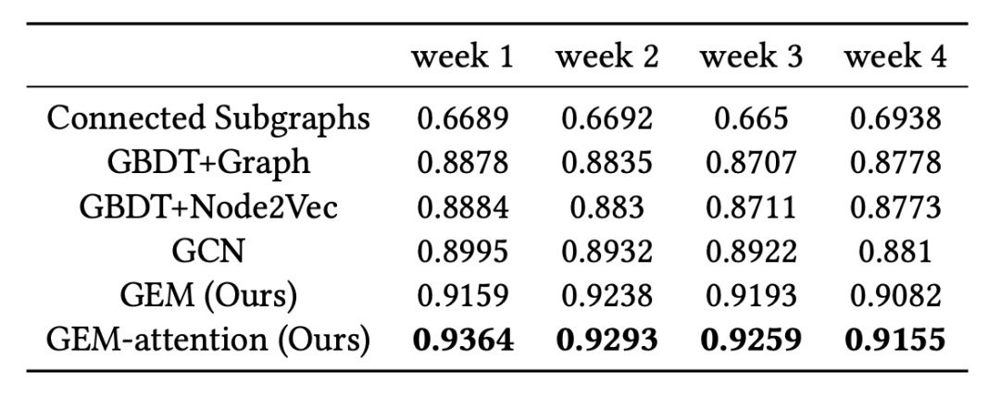 week 1 week 2 week 3 week 4
Connected Subgraphs 0.6689 0.6692 0.665 0.6938
GBDT+Graph 0.8878 0.8835 0.8707 0.8778
GBDT+Node2Vec 0.8884 0.883 0.8711 0.8773
GCN 0.8995 0.8932 0.8922 0.881
GEM (Ours) 0.9159 0.9238 0.9193 0.9082
GEM-attention (Ours) 0.9364 0.9293 0.9259 0.9155